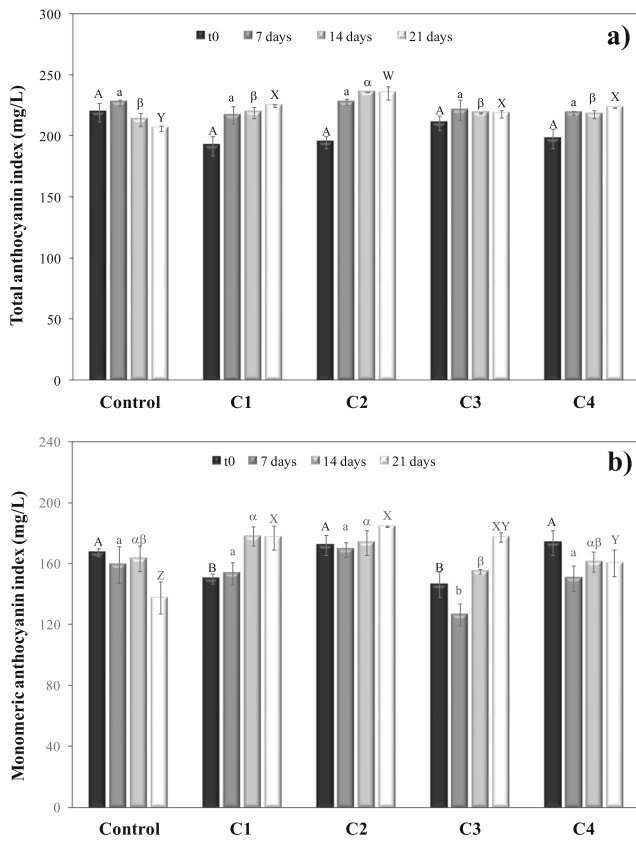 300
250
200
150
100
50
0
Total anthocyanin index (mg/L)
t0 7 days 14 days 21 days
a)
A a β Y
A a β X
A a α W
A a β X
A a β X
Control C1 C2 C3 C4
240
200
160
120
80
40
0
Monomeric anthocyanin index (mg/L)
t0 7 days 14 days 21 days
b)
A a αβ Z
B a α X
A a α X
B b β XY
A a αβ Y
Control C1 C2 C3 C4